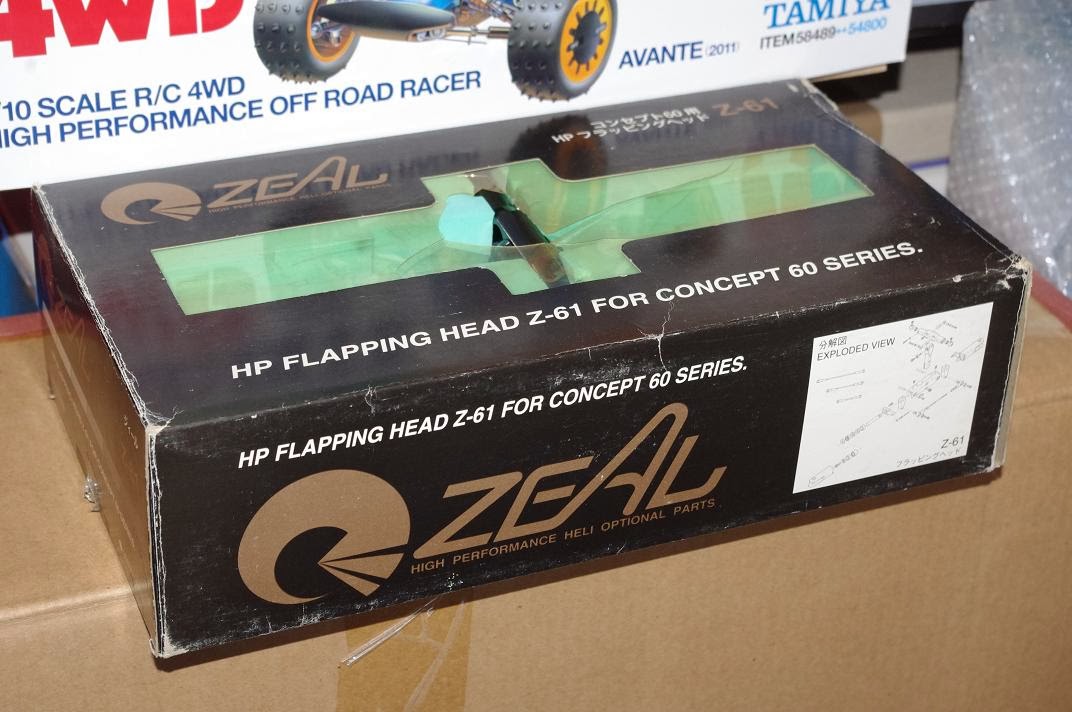 4WD
/10 SCALE R/C 4WD
HIGH PERFORMANCE OFF ROAD RACER
AVANTE (2011)
TAMIYA
ITEM 58489**54800
ZEAL
HIGH PERFORMANCE HELI OPTIONAL PARTS
コンセプト60用
HP フラッピングヘッド Z-61
HP FLAPPING HEAD Z-61 FOR CONCEPT 60 SERIES.
HP FLAPPING HEAD Z-61 FOR CONCEPT 60 SERIES.
ZEAL
HIGH PERFORMANCE HELI OPTIONAL PARTS
分解図
EXPLODED VIEW
Z-61
フラッピングヘッド